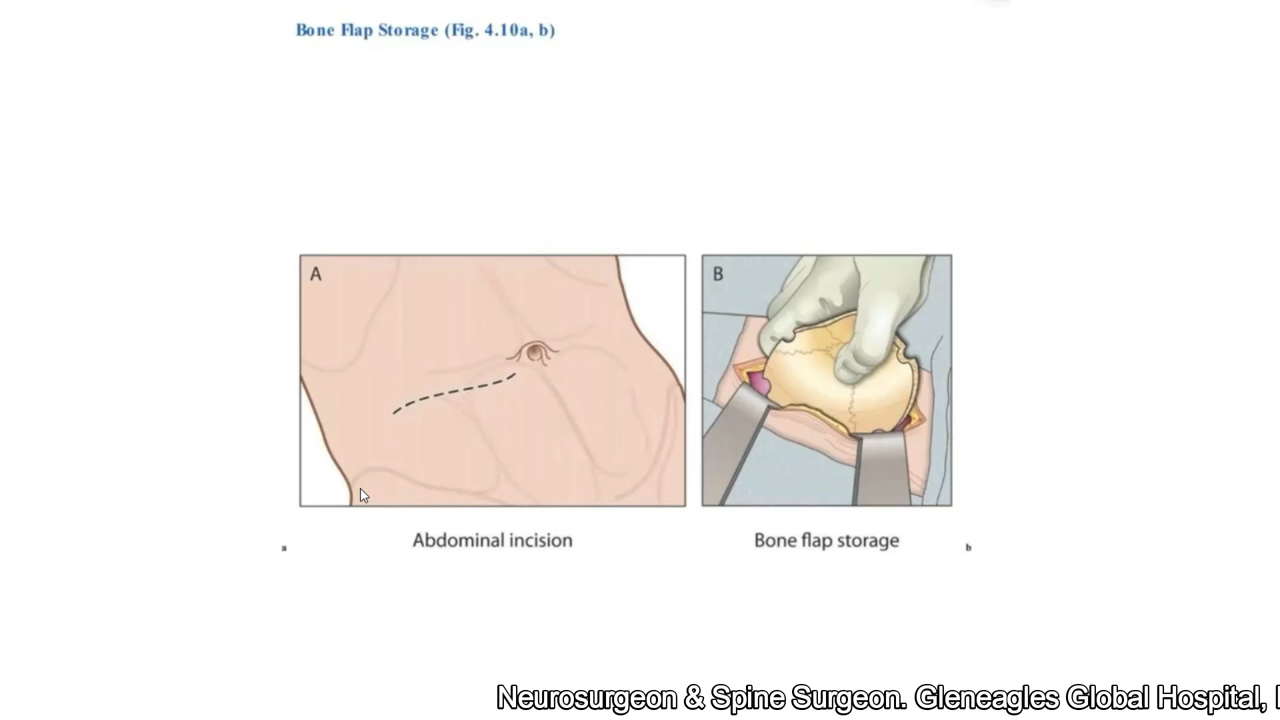 Bone Flap Storage (Fig. 4.10a, b)
A
B
Abdominal incision
Bone flap storage
a
b
Neurosurgeon & Spine Surgeon. Gleneagles Global Hospital,